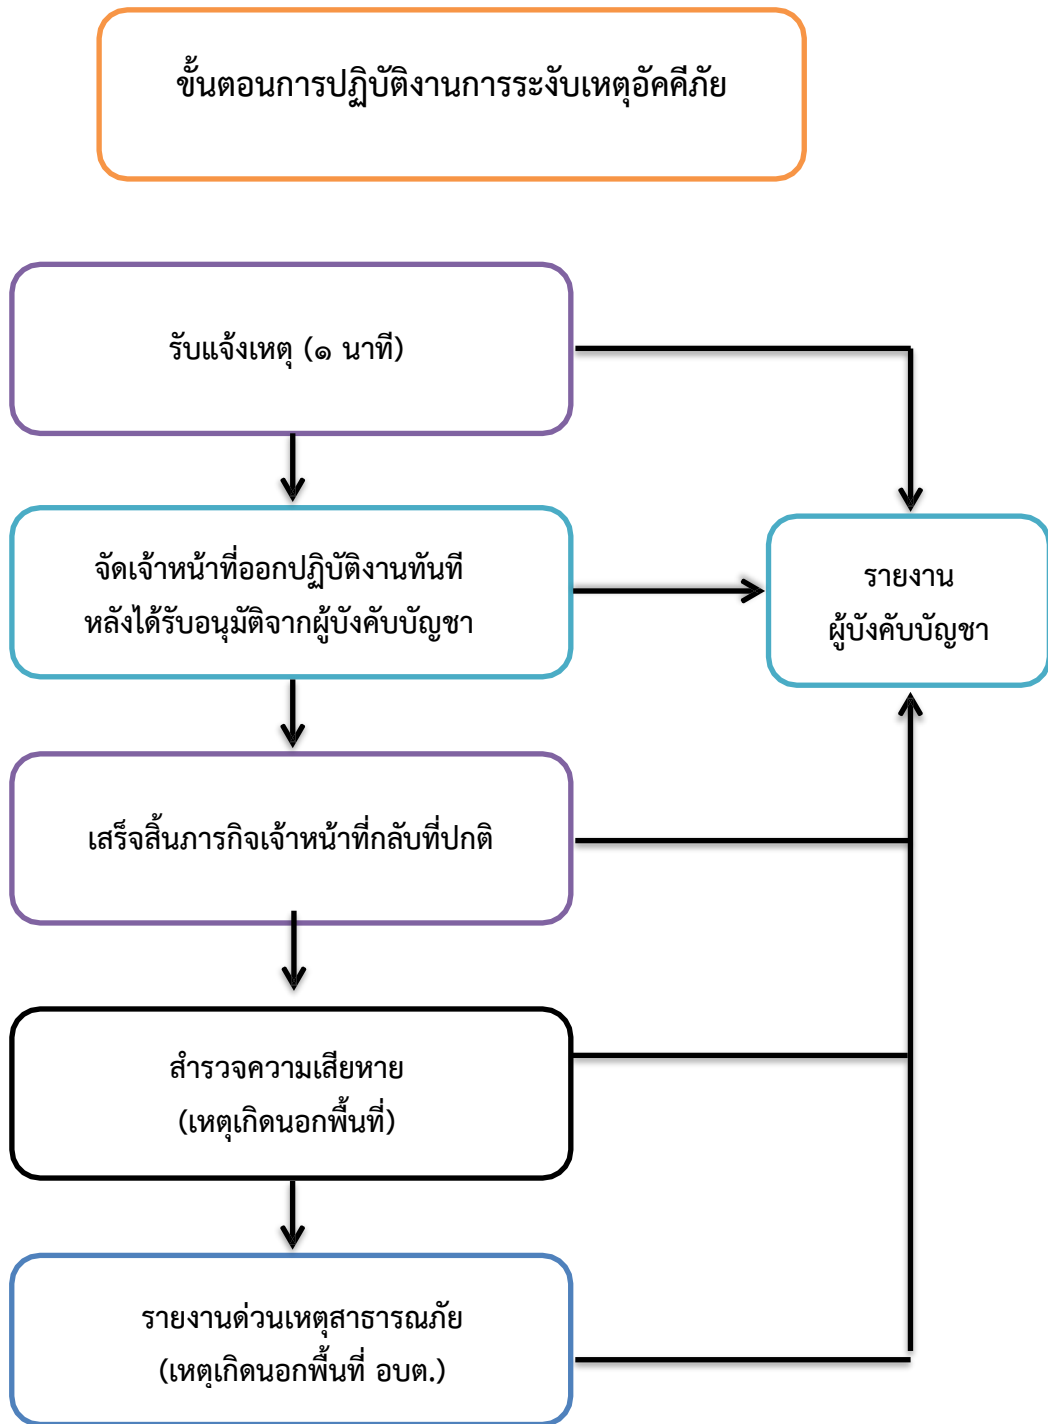 ขั้นตอนการปฏิบัติงานการระงับเหตุอัคคีภัย
รับแจ้งเหตุ (๑ นาที)
จัดเจ้าหน้าที่ออกปฏิบัติงานทันที
หลังได้รับอนุมัติจากผู้บังคับบัญชา
รายงาน
ผู้บังคับบัญชา
เสร็จสิ้นภารกิจเจ้าหน้าที่กลับที่ปกติ
สำรวจความเสียหาย
(เหตุเกิดนอกพื้นที่)
รายงานด่วนเหตุสาธารณภัย
(เหตุเกิดนอกพื้นที่ อบต.)